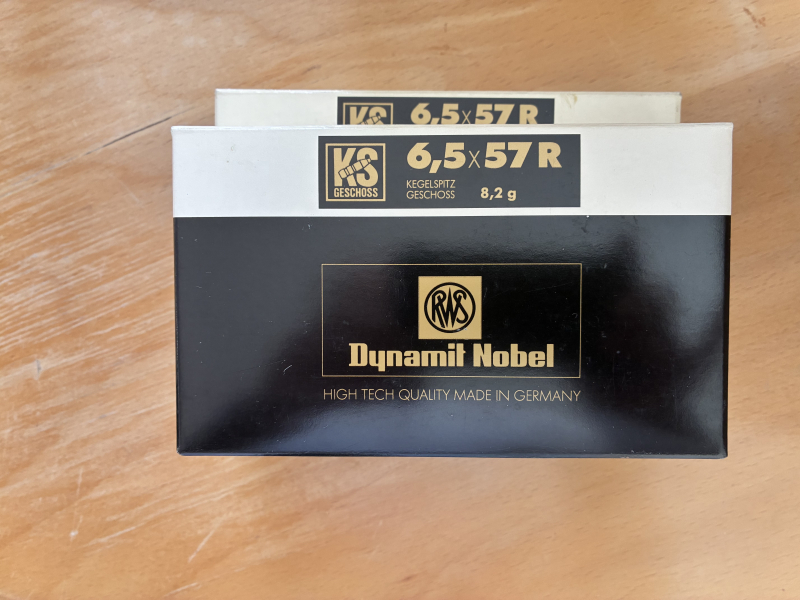 KS 6,5x57 R
KS
GESCHOSS
6,5x57 R
KEGELSPITZ
GESCHOSS 8,2 g
RWS
Dynamit Nobel
HIGH TECH QUALITY MADE IN GERMANY